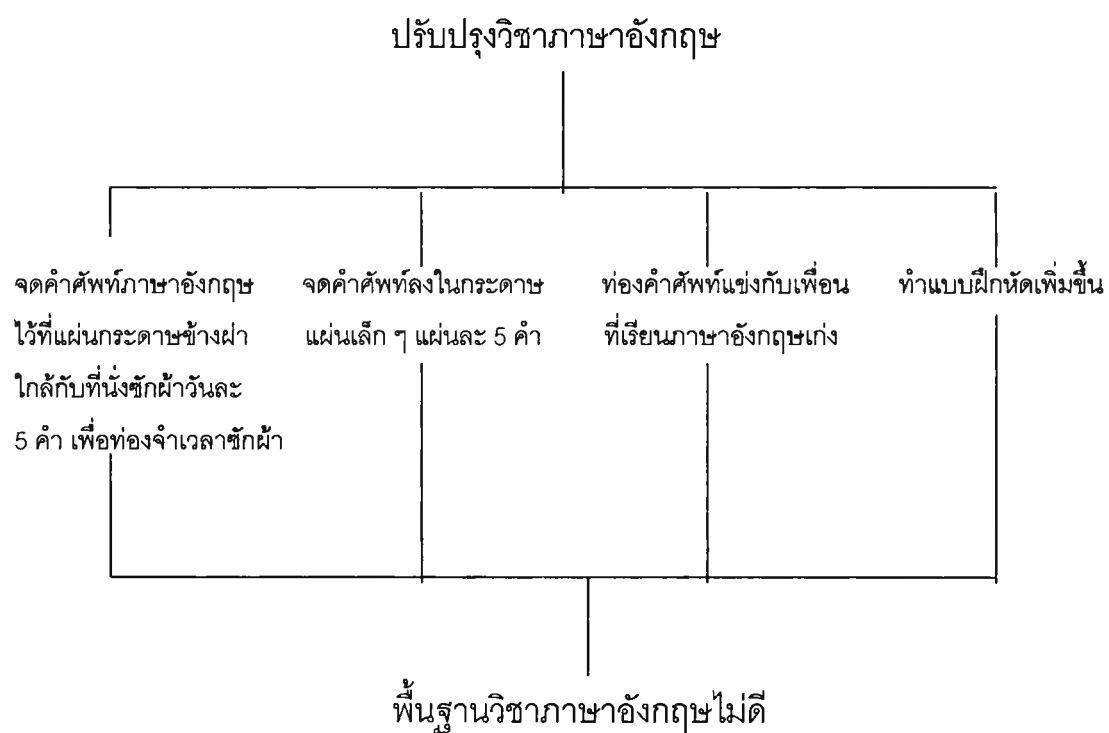 ปรับปรุงวิชาภาษาอังกฤษ
จดคำศัพท์ภาษาอังกฤษ
ไว้ที่แผ่นกระดาษข้างฝา
ใกล้กับที่นั่งซักผ้าวันละ
5 คำ เพื่อท่องจำเวลาซักผ้า
จดคำศัพท์ลงในกระดาษ
แผ่นเล็ก ๆ แผ่นละ 5 คำ
ท่องคำศัพท์แข่งกับเพื่อน
ที่เรียนภาษาอังกฤษเก่ง
ทำแบบฝึกหัดเพิ่มขึ้น
พื้นฐานวิชาภาษาอังกฤษไม่ดี